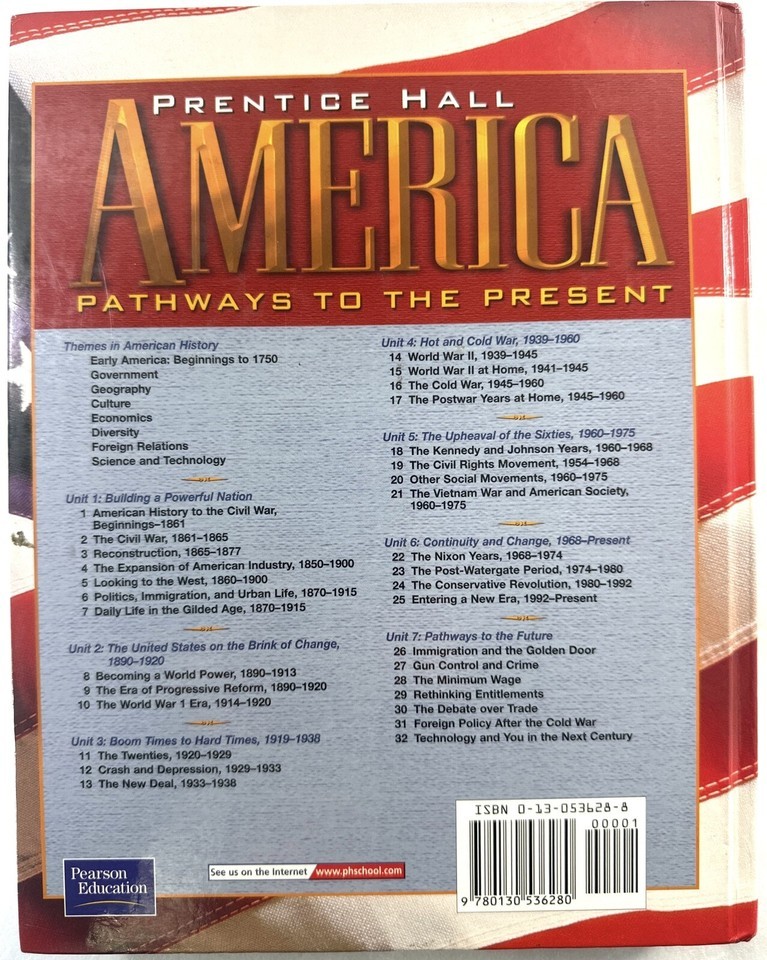 PRENTICE HALL
AMERICA
PATHWAYS TO THE PRESENT
Themes in American History
Early America: Beginnings to 1750
Government
Geography
Culture
Economics
Diversity
Foreign Relations
Science and Technology
Unit 1: Building a Powerful Nation
1 American History to the Civil War,
Beginnings–1861
2 The Civil War, 1861–1865
3 Reconstruction, 1865–1877
4 The Expansion of American Industry, 1850–1900
5 Looking to the West, 1860–1900
6 Politics, Immigration, and Urban Life, 1870–1915
7 Daily Life in the Gilded Age, 1870–1915
Unit 2: The United States on the Brink of Change,
1890–1920
8 Becoming a World Power, 1890–1913
9 The Era of Progressive Reform, 1890–1920
10 The World War 1 Era, 1914–1920
Unit 3: Boom Times to Hard Times, 1919–1938
11 The Twenties, 1920–1929
12 Crash and Depression, 1929–1933
13 The New Deal, 1933–1938
Unit 4: Hot and Cold War, 1939–1960
14 World War II, 1939–1945
15 World War II at Home, 1941–1945
16 The Cold War, 1945–1960
17 The Postwar Years at Home, 1945–1960
Unit 5: The Upheaval of the Sixties, 1960–1975
18 The Kennedy and Johnson Years, 1960–1968
19 The Civil Rights Movement, 1954–1968
20 Other Social Movements, 1960–1975
21 The Vietnam War and American Society,
1960–1975
Unit 6: Continuity and Change, 1968–Present
22 The Nixon Years, 1968–1974
23 The Post-Watergate Period, 1974–1980
24 The Conservative Revolution, 1980–1992
25 Entering a New Era, 1992–Present
Unit 7: Pathways to the Future
26 Immigration and the Golden Door
27 Gun Control and Crime
28 The Minimum Wage
29 Rethinking Entitlements
30 The Debate over Trade
31 Foreign Policy After the Cold War
32 Technology and You in the Next Century
Pearson
Education
See us on the Internet www.phschool.com
ISBN 0-13-053628-8
00001
9 780130 536280